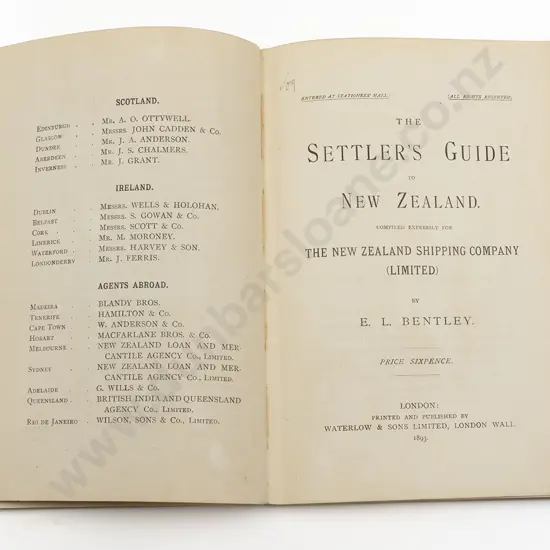 SCOTLAND.
EDINBURGH . . MR. A. O. OTTYWELL.
GLASGOW . . MESSRS. JOHN CADDEN & CO.
DUNDEE . . MR. J. A. ANDERSON.
ABERDEEN . . MR. J. S. CHALMERS.
INVERNESS . . MR. J. GRANT.
IRELAND.
DUBLIN . . MESSRS. WELLS & HOLOHAN.
BELFAST . . MESSRS. S. GOWAN & CO.
CORK . . MESSRS. SCOTT & CO.
LIMERICK . . MR. M. MORONEY.
WATERFORD . . MESSRS. HARVEY & SON.
LONDONDERRY . MR. J. FERRIS.
AGENTS ABROAD.
MADEIRA . . BLANDY BROS.
TENERIFE . . HAMILTON & CO.
CAPE TOWN . . W. ANDERSON & CO.
HOBART . . MACFARLANE BROS. & CO.
MELBOURNE . . NEW ZEALAND LOAN AND MER-
CANTILE AGENCY CO., LIMITED.
SYDNEY . . NEW ZEALAND LOAN AND MER-
CANTILE AGENCY CO., LIMITED.
ADELAIDE . . G. WILLS & CO.
QUEENSLAND . . BRITISH INDIA AND QUEENSLAND
AGENCY CO., LIMITED.
RIO DE JANEIRO . WILSON, SONS & CO., LIMITED.
ENTERED AT STATIONERS' HALL.] [ALL RIGHTS RESERVED.
THE
SETTLER'S GUIDE
TO
NEW ZEALAND.
COMPILED EXPRESSLY FOR
THE NEW ZEALAND SHIPPING COMPANY
(LIMITED)
BY
E. L. BENTLEY.
PRICE SIXPENCE.
LONDON:
PRINTED AND PUBLISHED BY
WATERLOW & SONS LIMITED, LONDON WALL.
1893.